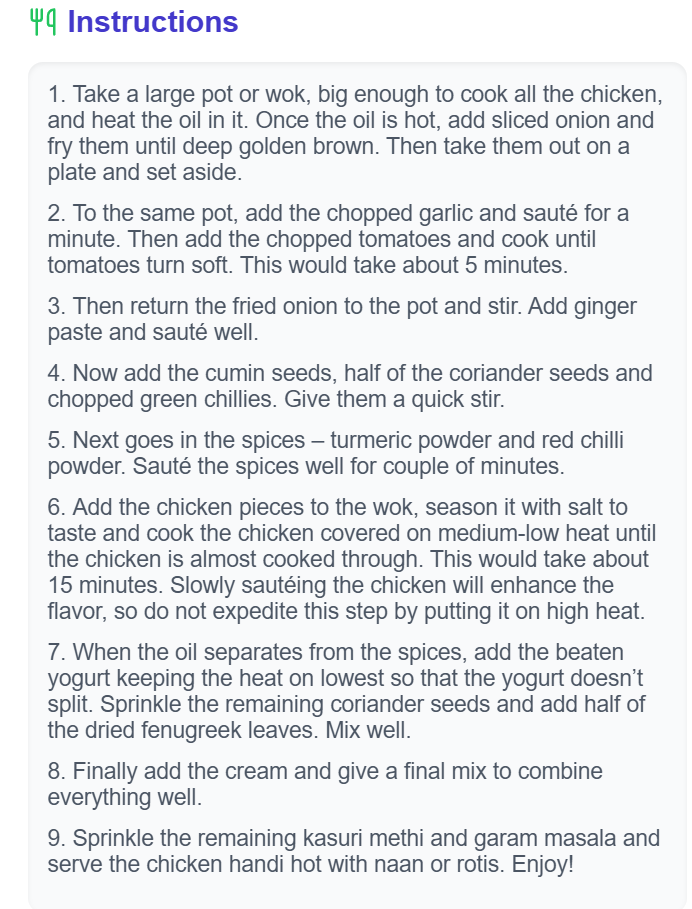 Instructions
1. Take a large pot or wok, big enough to cook all the chicken,
and heat the oil in it. Once the oil is hot, add sliced onion and
fry them until deep golden brown. Then take them out on a
plate and set aside.
2. To the same pot, add the chopped garlic and sauté for a
minute. Then add the chopped tomatoes and cook until
tomatoes turn soft. This would take about 5 minutes.
3. Then return the fried onion to the pot and stir. Add ginger
paste and sauté well.
4. Now add the cumin seeds, half of the coriander seeds and
chopped green chillies. Give them a quick stir.
5. Next goes in the spices – turmeric powder and red chilli
powder. Sauté the spices well for couple of minutes.
6. Add the chicken pieces to the wok, season it with salt to
taste and cook the chicken covered on medium-low heat until
the chicken is almost cooked through. This would take about
15 minutes. Slowly sautéing the chicken will enhance the
flavor, so do not expedite this step by putting it on high heat.
7. When the oil separates from the spices, add the beaten
yogurt keeping the heat on lowest so that the yogurt doesn’t
split. Sprinkle the remaining coriander seeds and add half of
the dried fenugreek leaves. Mix well.
8. Finally add the cream and give a final mix to combine
everything well.
9. Sprinkle the remaining kasuri methi and garam masala and
serve the chicken handi hot with naan or rotis. Enjoy!